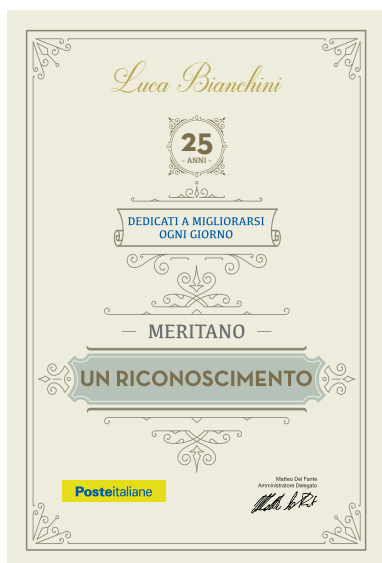 Luca Bianchini
25
- ANNI -
DEDICATI A MIGLIORARSI
OGNI GIORNO
— MERITANO —
UN RICONOSCIMENTO
Posteitaliane
Matteo Del Fante
Amministratore Delegato